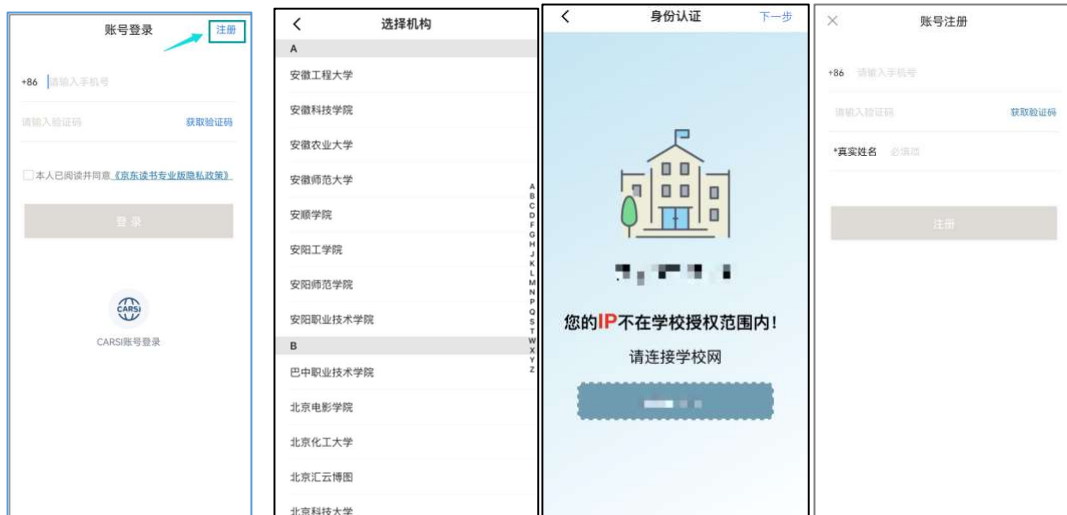 账号登录
注册
+86 请输入手机号
请输入验证码 获取验证码
本人已阅读并同意《京东读书专业版隐私政策》
登录
CARSI
CARSI账号登录
选择机构
A
安徽工程大学
安徽科技学院
安徽农业大学
安徽师范大学
安顺学院
安阳工学院
安阳师范学院
安阳职业技术学院
B
巴中职业技术学院
北京电影学院
北京化工大学
北京汇云博图
北京科技大学
A
B
C
D
F
G
H
J
K
L
M
N
P
Q
S
T
W
X
Y
Z
身份认证
下一步
您的IP不在学校授权范围内!
请连接学校网
账号注册
+86 请输入手机号
请输入验证码 获取验证码
*真实姓名 必填项
注册